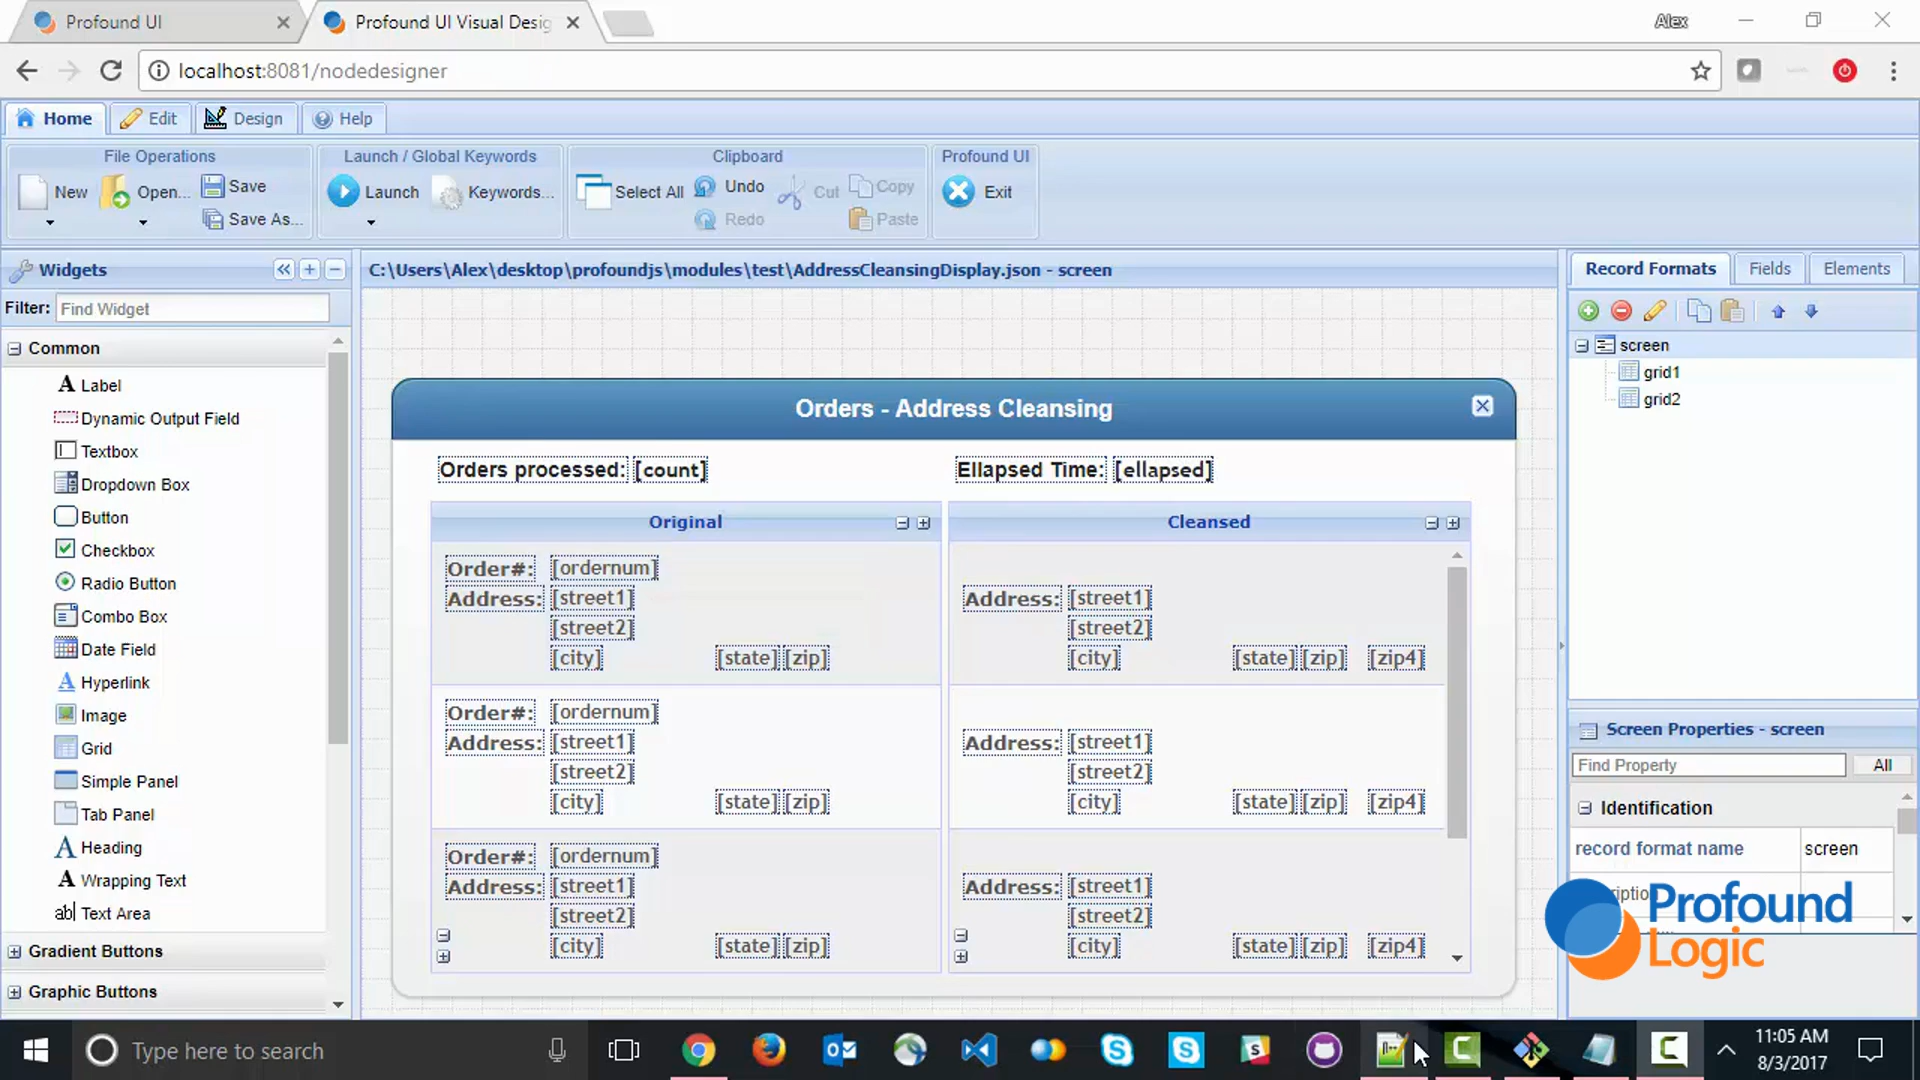 Profound UI
Profound UI Visual Desig
Alex
localhost:8081/nodedesigner
Home
Edit
Design
Help
File Operations
Launch / Global Keywords
Clipboard
Profound UI
New
Open...
Save
Save As...
Launch
Keywords...
Select All
Undo
Redo
Cut
Copy
Paste
Exit
Widgets
C:\Users\Alex\desktop\profoundjs\modules\test\AddressCleansingDisplay.json - screen
Record Formats
Fields
Elements
Filter: Find Widget
Common
Label
Dynamic Output Field
Textbox
Dropdown Box
Button
Checkbox
Radio Button
Combo Box
Date Field
Hyperlink
Image
Grid
Simple Panel
Tab Panel
Heading
Wrapping Text
Text Area
Gradient Buttons
Graphic Buttons
Orders - Address Cleansing
Orders processed: [count]
Ellapsed Time: [ellapsed]
Original
Order#: [ordernum]
Address: [street1]
[street2]
[city] [state] [zip]
Order#: [ordernum]
Address: [street1]
[street2]
[city] [state] [zip]
Order#: [ordernum]
Address: [street1]
[street2]
[city] [state] [zip]
Cleansed
Address: [street1]
[street2]
[city] [state] [zip] [zip4]
Address: [street1]
[street2]
[city] [state] [zip] [zip4]
Address: [street1]
[street2]
[city] [state] [zip] [zip4]
screen
grid1
grid2
Screen Properties - screen
Find Property
All
Identification
record format name screen
Profound
Logic
Type here to search
11:05 AM
8/3/2017